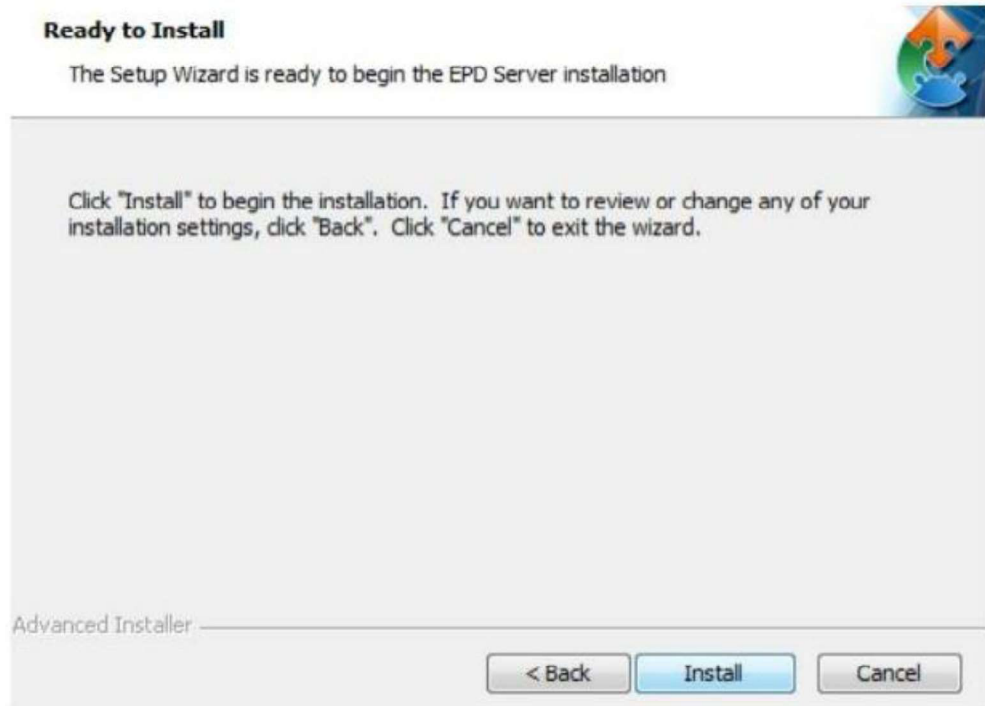 Ready to Install
The Setup Wizard is ready to begin the EPD Server installation
Click "Install" to begin the installation. If you want to review or change any of your
installation settings, click "Back". Click "Cancel" to exit the wizard.
Advanced Installer
< Back
Install
Cancel